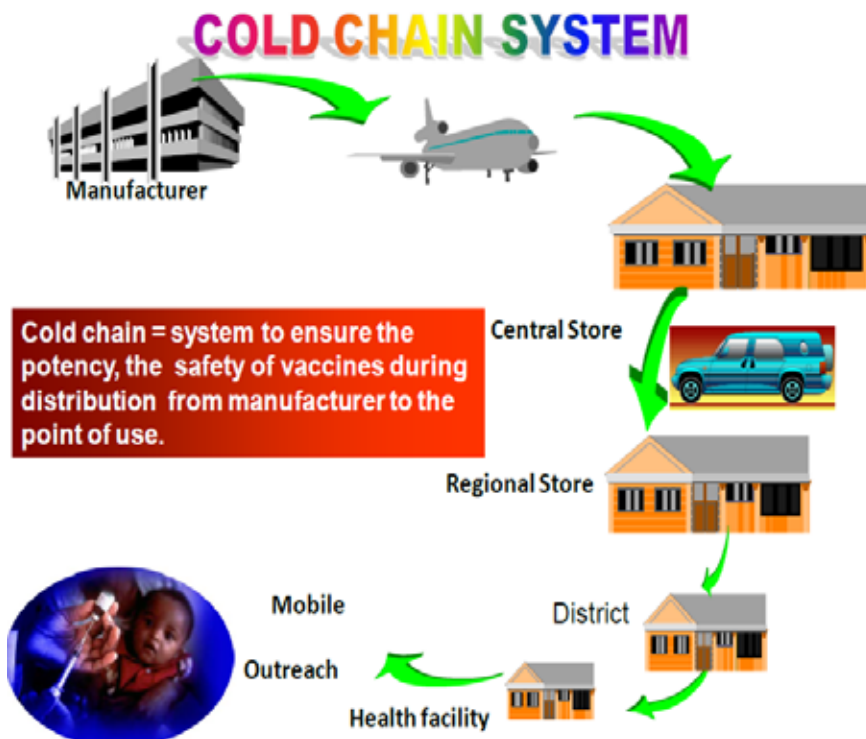 COLD CHAIN SYSTEM
Manufacturer
Central Store
Cold chain = system to ensure the
potency, the safety of vaccines during
distribution from manufacturer to the
point of use.
Regional Store
Mobile
District
Outreach
Health facility